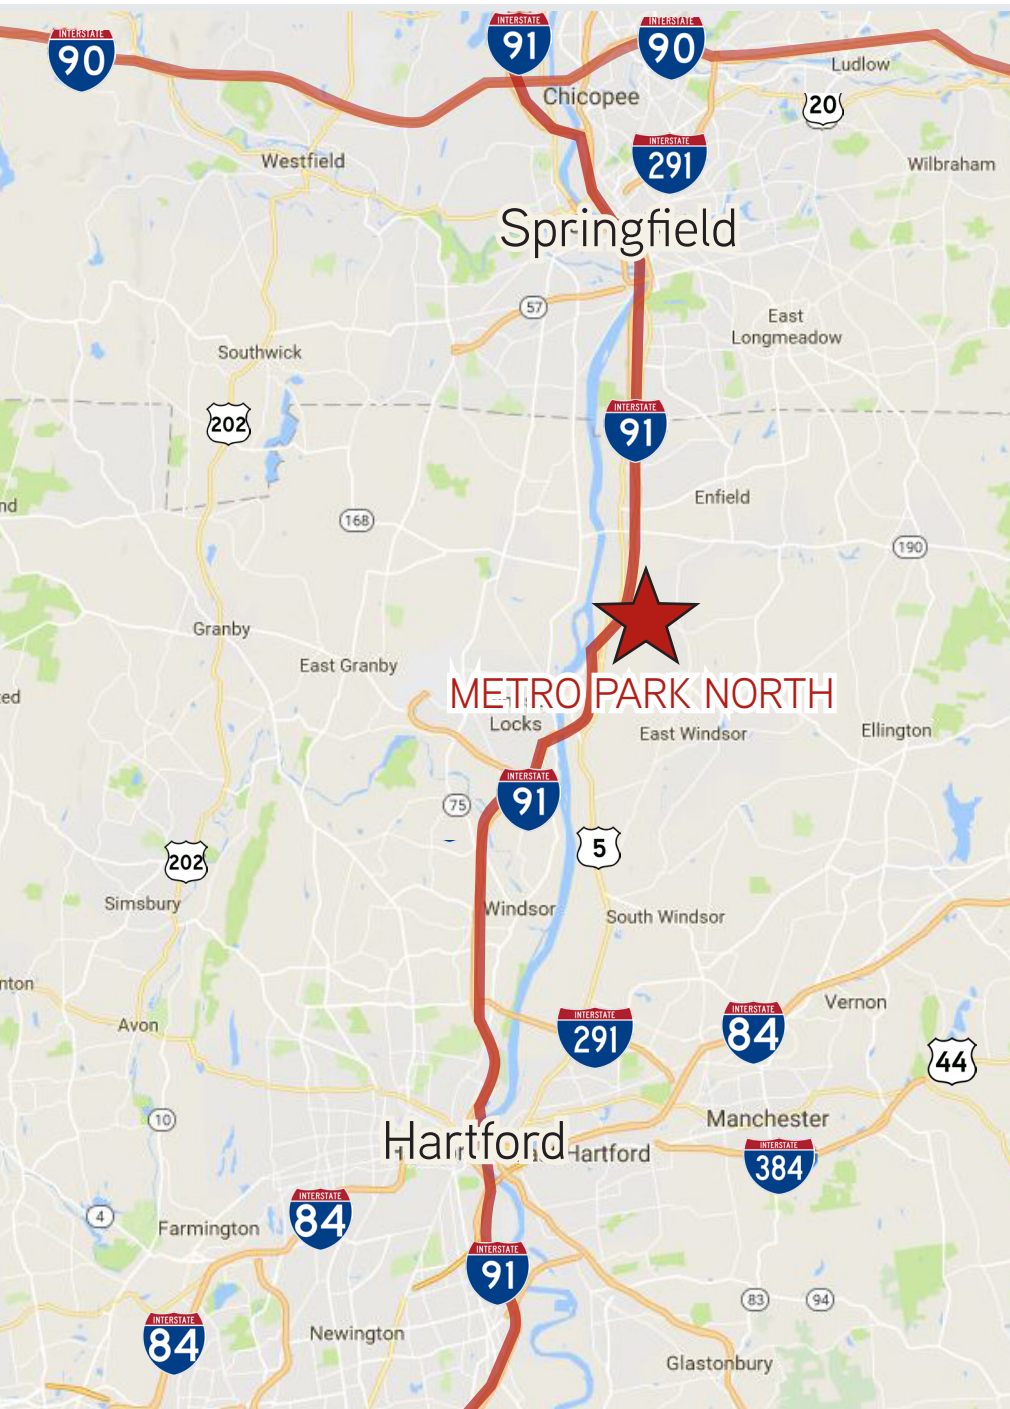 INTERSTATE
91
INTERSTATE
90
INTERSTATE
90
Ludlow
Chicopee
20
INTERSTATE
291
Westfield
Wilbraham
Springfield
57
East
Longmeadow
Southwick
INTERSTATE
91
202
Enfield
nd
168
190
Granby
East Granby
ed
METRO PARK NORTH
Locks
East Windsor
Ellington
INTERSTATE
91
75
5
202
Simsbury
Windsor
South Windsor
nton
Vernon
Avon
INTERSTATE
291
INTERSTATE
84
44
10
Manchester
Hartford
Hartford
INTERSTATE
384
INTERSTATE
84
4
Farmington
INTERSTATE
91
83
94
INTERSTATE
84
Newington
Glastonbury